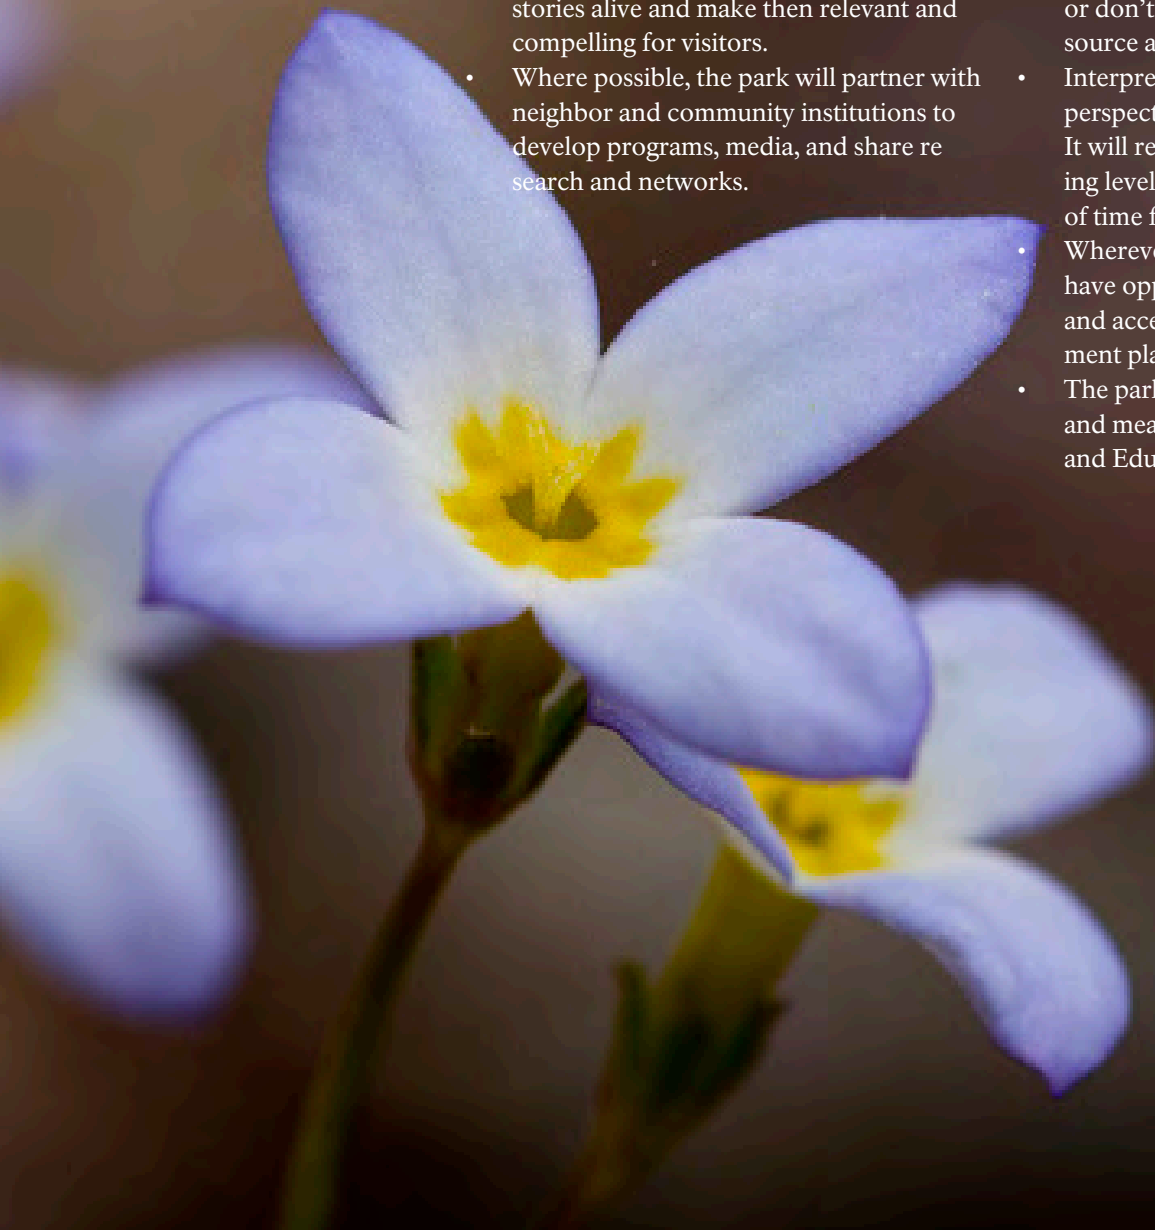 stories alive and make then relevant and
compelling for visitors.
• Where possible, the park will partner with
neighbor and community institutions to
develop programs, media, and share re
search and networks.
or don't
source a
• Interpre
perspect
It will re
ing level
of time f
• Whereve
have opp
and acce
ment pla
• The park
and mea
and Edu